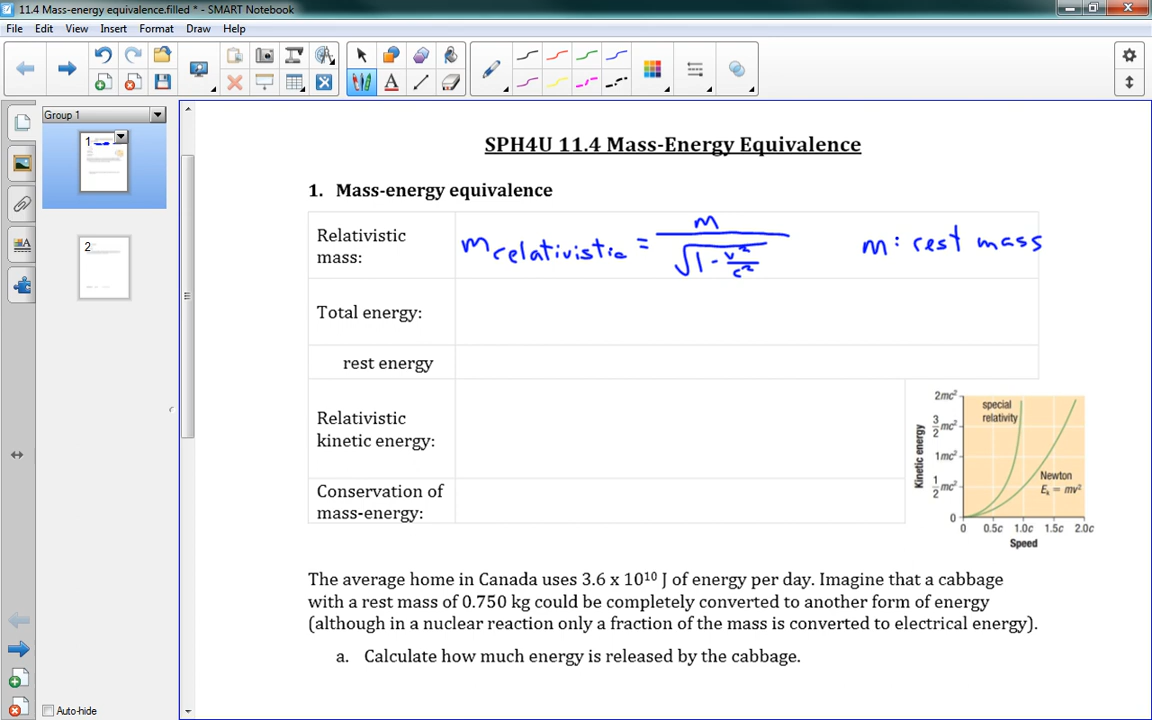 11.4 Mass-energy equivalence.filled * - SMART Notebook
File Edit View Insert Format Draw Help
Group 1
1
2
SPH4U 11.4 Mass-Energy Equivalence
1. Mass-energy equivalence
Relativistic
mass:
m relativistic = m / √(1 - v²/c²)
m: rest mass
Total energy:
rest energy
Relativistic
kinetic energy:
Conservation of
mass-energy:
2mc²
3/2 mc²
1mc²
1/2 mc²
0
Kinetic energy
special
relativity
Newton
Eₖ = mv²
0 0.5c 1.0c 1.5c 2.0c
Speed
The average home in Canada uses 3.6 x 10¹⁰ J of energy per day. Imagine that a cabbage
with a rest mass of 0.750 kg could be completely converted to another form of energy
(although in a nuclear reaction only a fraction of the mass is converted to electrical energy).
a. Calculate how much energy is released by the cabbage.
Auto-hide